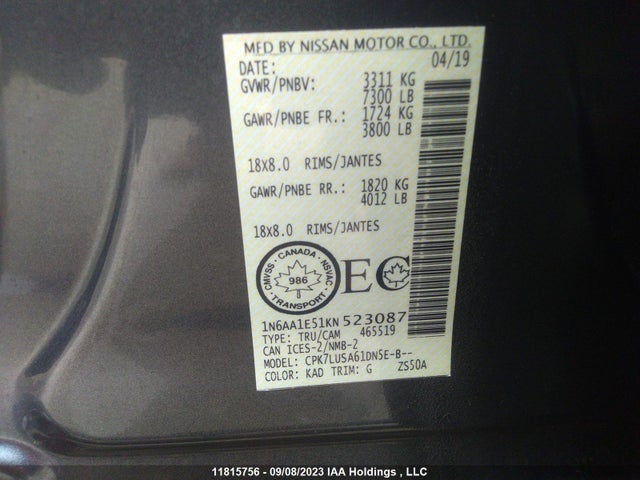 MFD BY NISSAN MOTOR CO., LTD.
DATE: 04/19
GVWR/PNBV: 3311 KG
7300 LB
GAWR/PNBE FR.: 1724 KG
3800 LB
18x8.0 RIMS/JANTES
GAWR/PNBE RR.: 1820 KG
4012 LB
18x8.0 RIMS/JANTES
CMVSS · CANADA · NSVAC · TRANSPORT ·
986
EC
1N6AA1E51KN523087
TYPE: TRU/CAM 465519
CAN ICES-2/NMB-2
MODEL: CPK7LUSA61DN5E-B--
COLOR: KAD TRIM: G ZS50A
11815756 - 09/08/2023 IAA Holdings , LLC